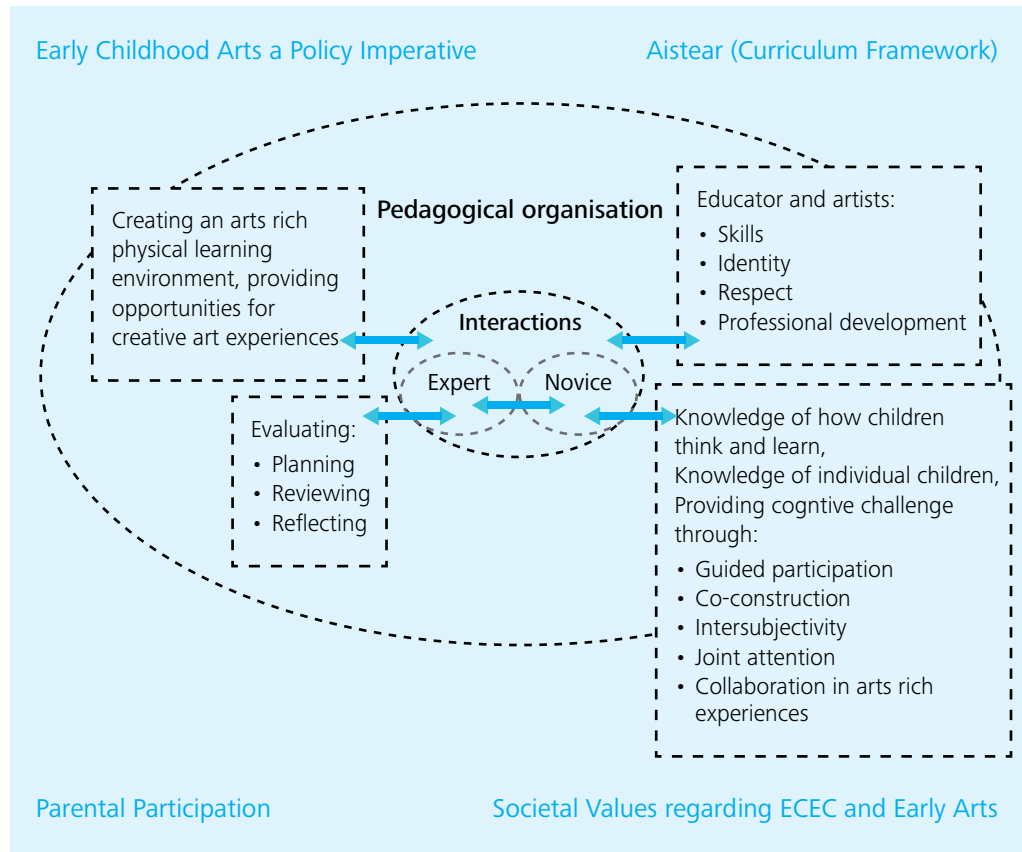 Early Childhood Arts a Policy Imperative
Aistear (Curriculum Framework)
Creating an arts rich
physical learning
environment, providing
opportunities for
creative art experiences
Pedagogical organisation
Educator and artists:
• Skills
• Identity
• Respect
• Professional development
Interactions
Expert
Novice
Evaluating:
• Planning
• Reviewing
• Reflecting
Knowledge of how children
think and learn,
Knowledge of individual children,
Providing cogntive challenge
through:
• Guided participation
• Co-construction
• Intersubjectivity
• Joint attention
• Collaboration in arts rich
experiences
Parental Participation
Societal Values regarding ECEC and Early Arts